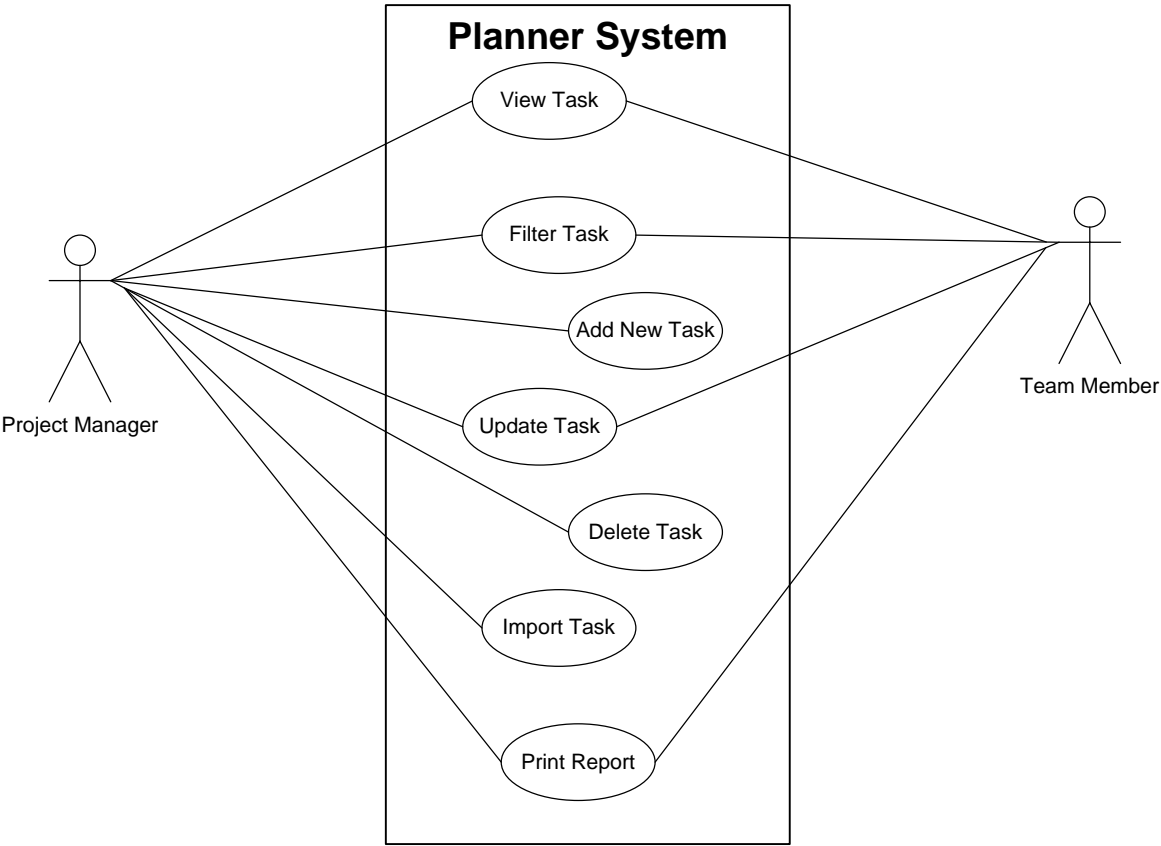 Planner System
View Task
Filter Task
Add New Task
Update Task
Delete Task
Import Task
Print Report
Project Manager
Team Member